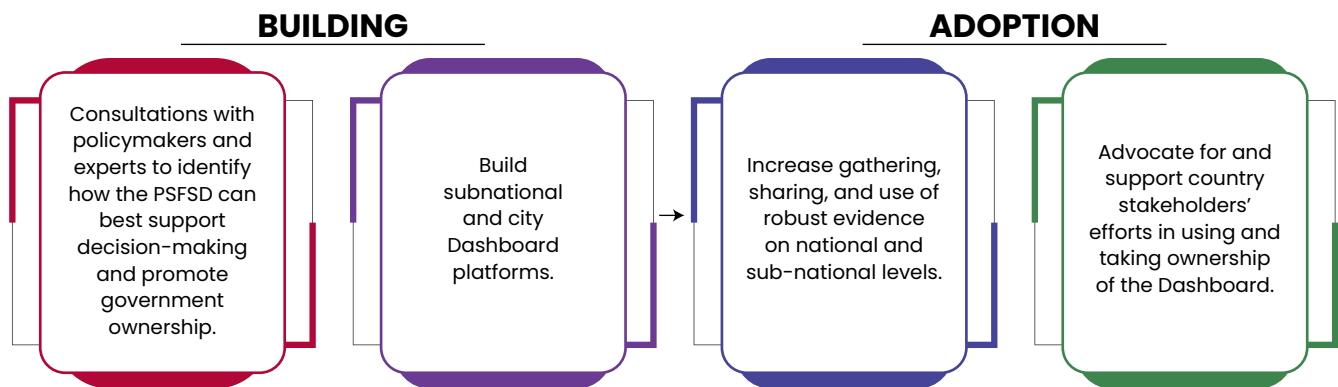 BUILDING
Consultations with
policymakers and
experts to identify
how the PSFSD can
best support
decision-making
and promote
government
ownership.
Build
subnational
and city
Dashboard
platforms.
ADOPTION
Increase gathering,
sharing, and use of
robust evidence
on national and
sub-national levels.
Advocate for and
support country
stakeholders’
efforts in using and
taking ownership
of the Dashboard.